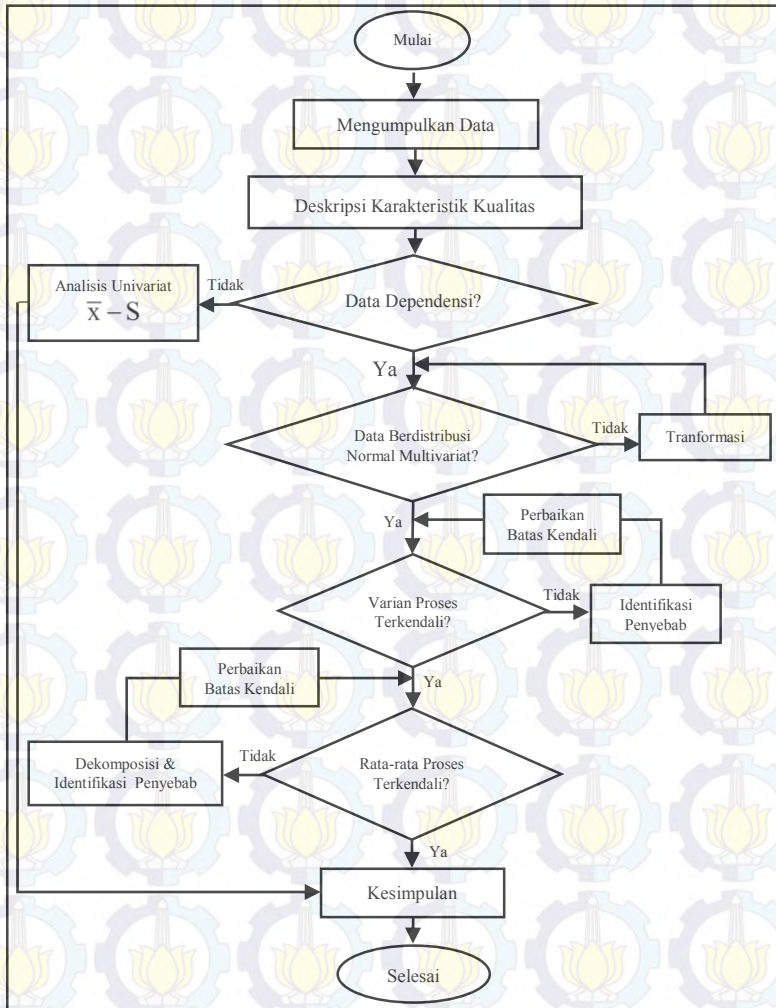 Mulai
Mengumpulkan Data
Deskripsi Karakteristik Kualitas
Data Dependensi?
Tidak
Analisis Univariat
x̅ – S
Ya
Data Berdistribusi
Normal Multivariat?
Tidak
Tranformasi
Ya
Perbaikan
Batas Kendali
Varian Proses
Terkendali?
Tidak
Identifikasi
Penyebab
Perbaikan
Batas Kendali
Ya
Rata-rata Proses
Terkendali?
Tidak
Dekomposisi &
Identifikasi Penyebab
Ya
Kesimpulan
Selesai